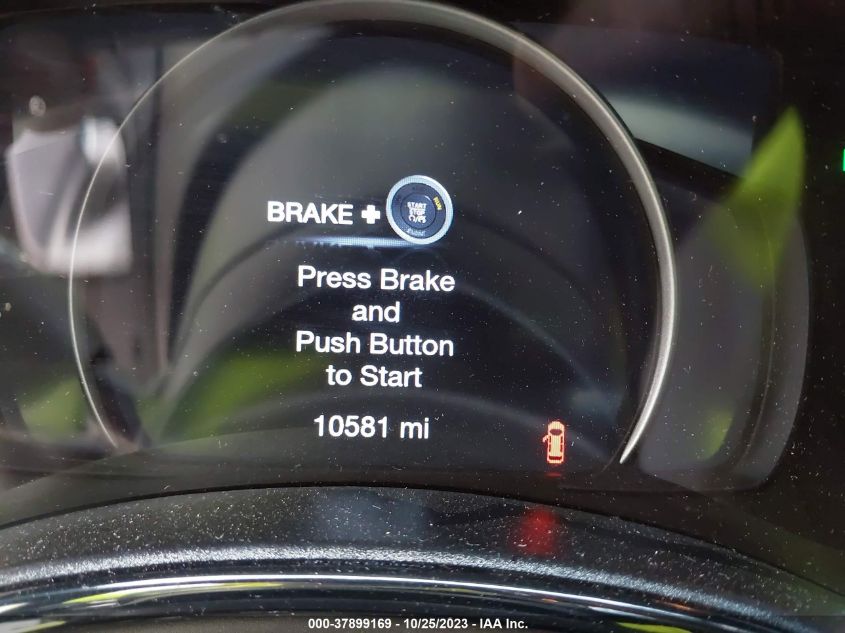 BRAKE + START STOP RUN
Press Brake
and
Push Button
to Start
10581 mi
000-37899169 - 10/25/2023 - IAA Inc.